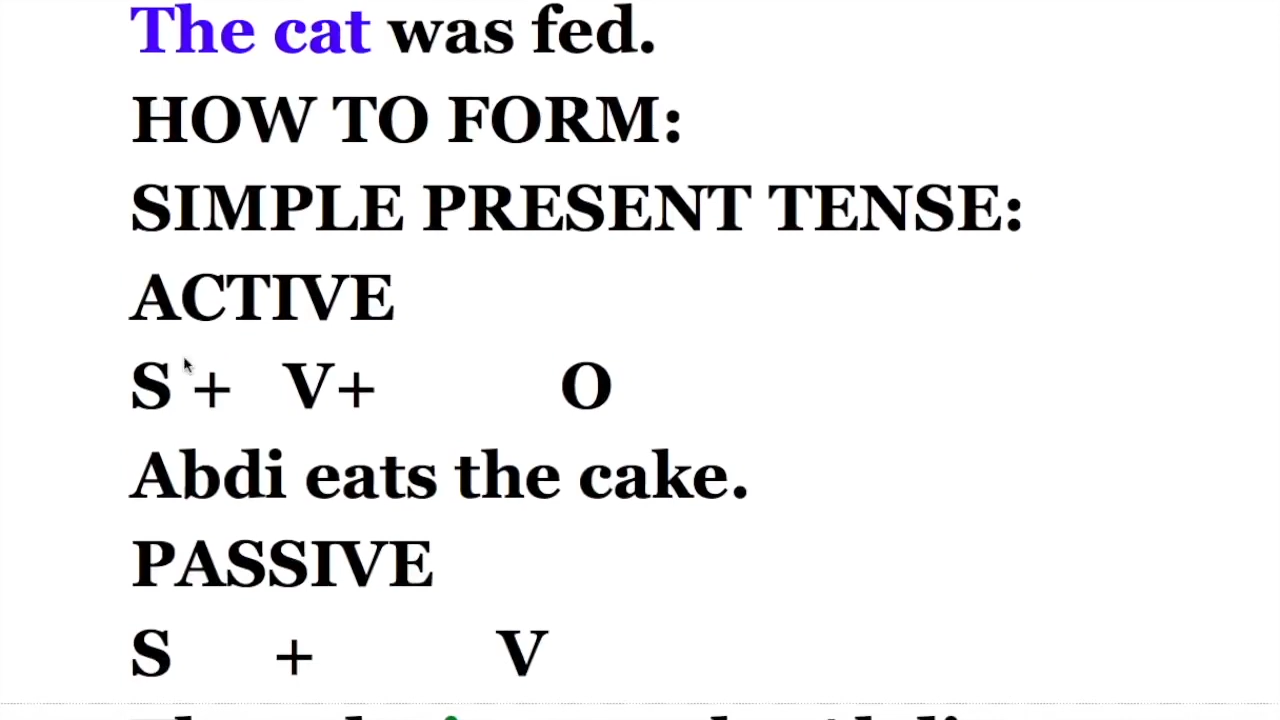 The cat was fed.
HOW TO FORM:
SIMPLE PRESENT TENSE:
ACTIVE
S + V+ O
Abdi eats the cake.
PASSIVE
S + V